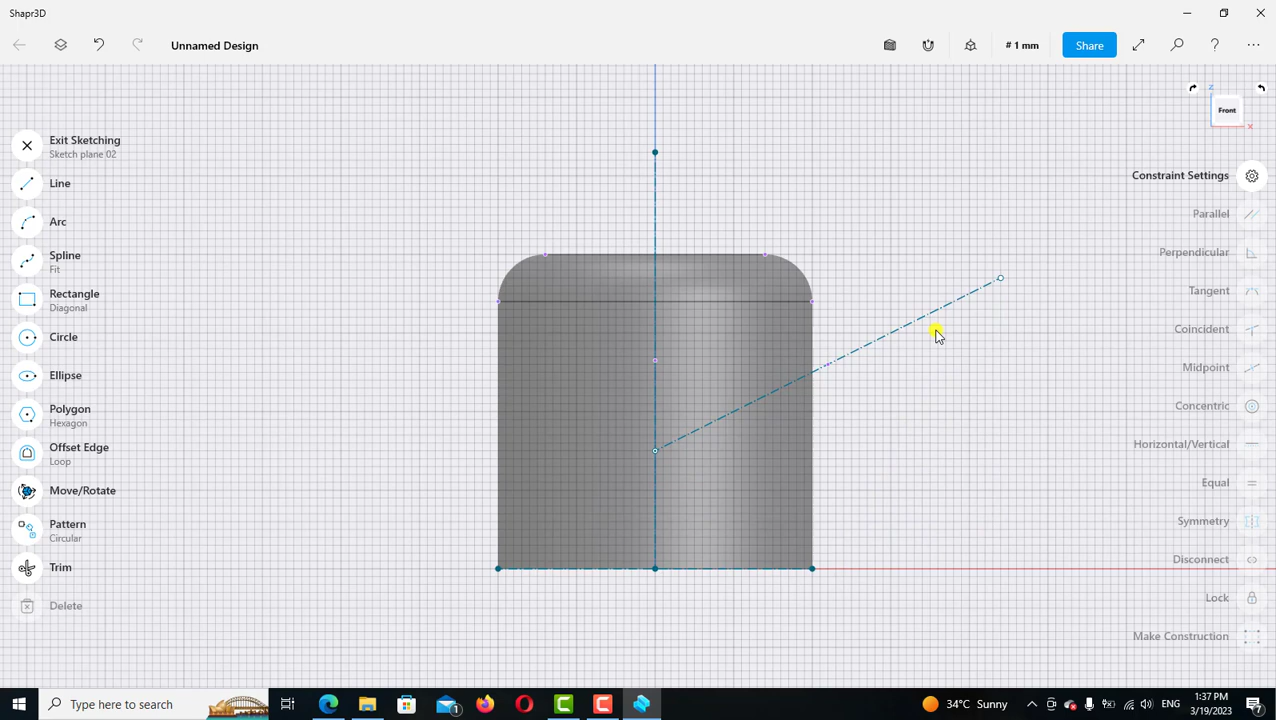 Shapr3D
Unnamed Design
# 1 mm
Share
Front
Z
X
Exit Sketching
Sketch plane 02
Line
Arc
Spline
Fit
Rectangle
Diagonal
Circle
Ellipse
Polygon
Hexagon
Offset Edge
Loop
Move/Rotate
Pattern
Circular
Trim
Delete
Constraint Settings
Parallel
Perpendicular
Tangent
Coincident
Midpoint
Concentric
Horizontal/Vertical
Equal
Symmetry
Disconnect
Lock
Make Construction
Type here to search
1
34°C Sunny
ENG
1:37 PM
3/19/2023
7